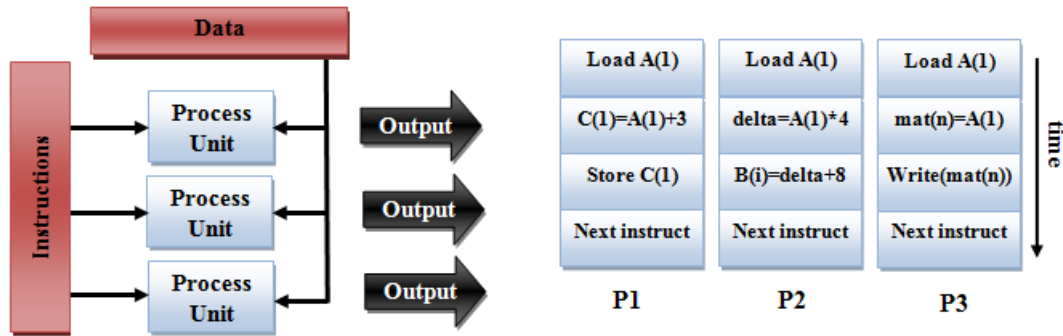 Data
Instructions
Process
Unit
Process
Unit
Process
Unit
Output
Output
Output
Load A(1)
C(1)=A(1)+3
Store C(1)
Next instruct
P1
Load A(1)
delta=A(1)*4
B(i)=delta+8
Next instruct
P2
Load A(1)
mat(n)=A(1)
Write(mat(n))
Next instruct
P3
time